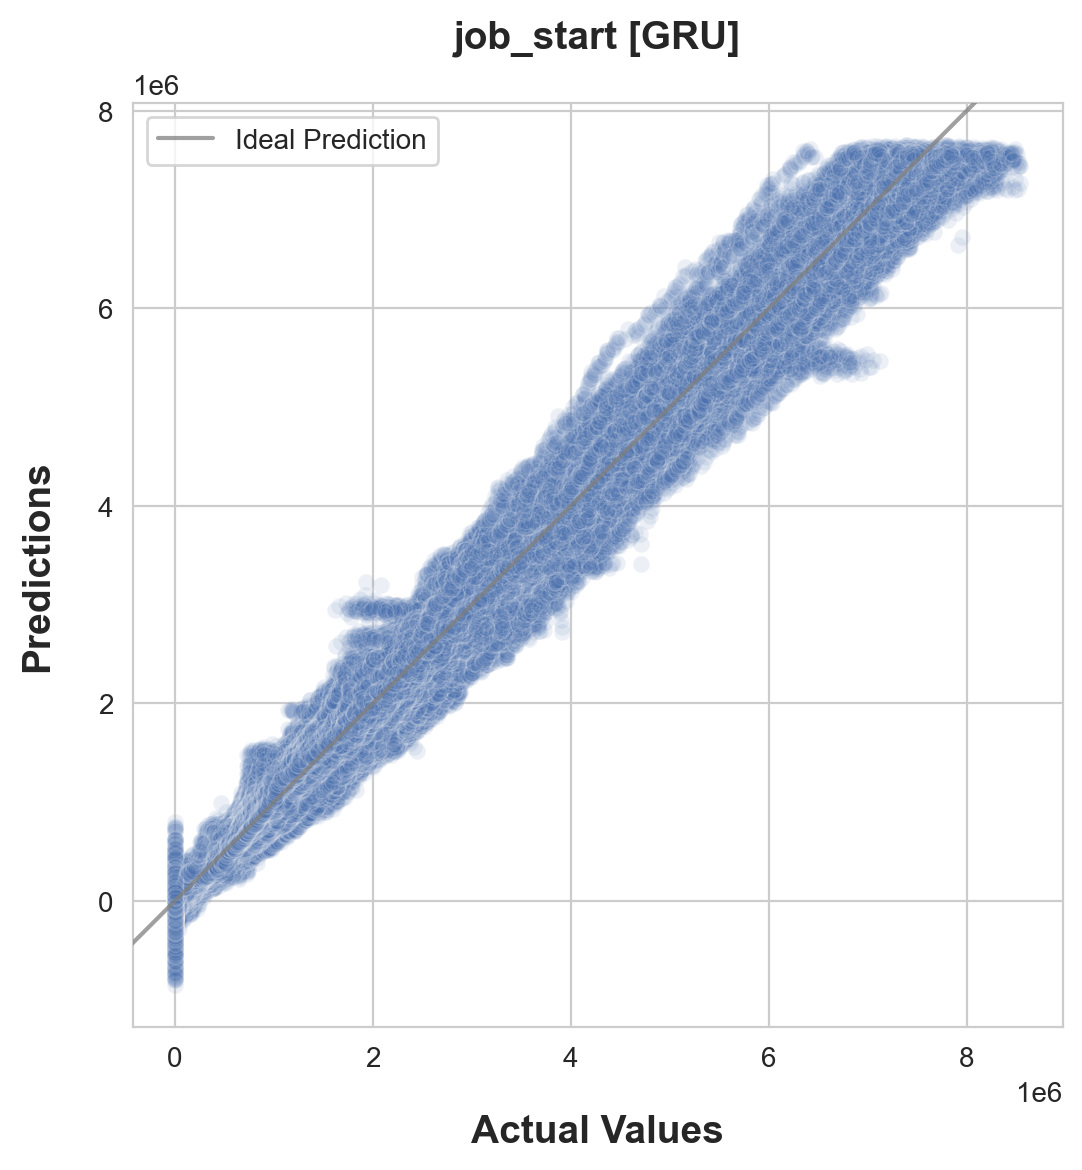 job_start [GRU]
1e6
8
Ideal Prediction
6
4
2
0
Predictions
0 2 4 6 8
1e6
Actual Values